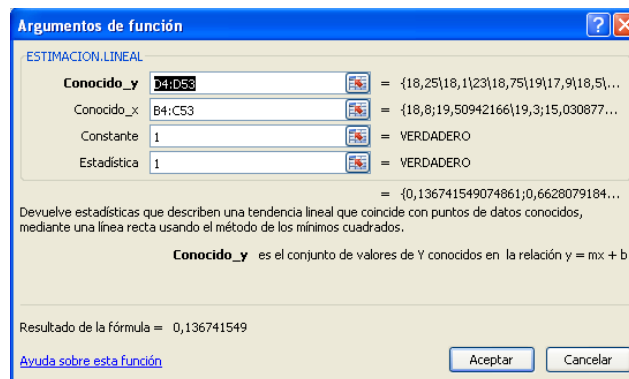 Argumentos de función
ESTIMACION.LINEAL
Conocido_y D4:D53 = {18,25\18,1\23\18,75\19\17,9\18,5\...
Conocido_x B4:C53 = {18,8;19,50942166\19,3;15,030877...
Constante 1 = VERDADERO
Estadística 1 = VERDADERO
= {0,136741549074861;0,6628079184...
Devuelve estadísticas que describen una tendencia lineal que coincide con puntos de datos conocidos,
mediante una línea recta usando el método de los mínimos cuadrados.
Conocido_y es el conjunto de valores de Y conocidos en la relación y = mx + b
Resultado de la fórmula = 0,136741549
Ayuda sobre esta función
Aceptar
Cancelar